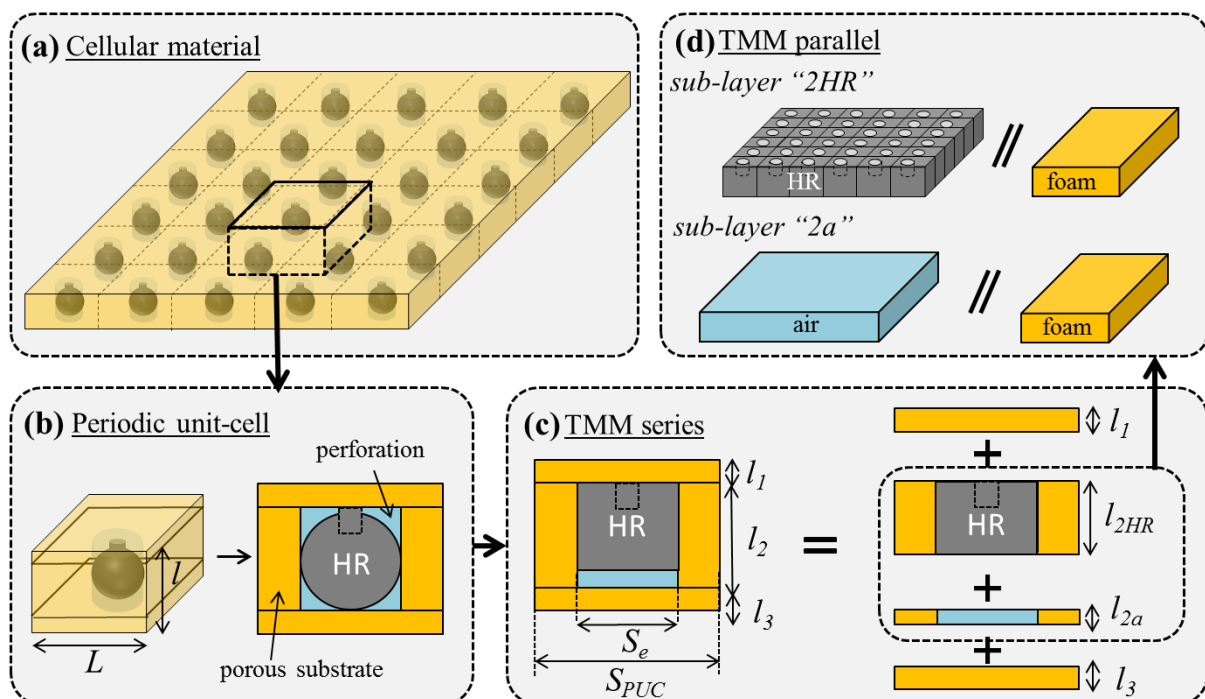 (a) Cellular material
(d) TMM parallel
sub-layer “2HR”
HR
//
foam
sub-layer “2a”
air
//
foam
(b) Periodic unit-cell
perforation
HR
l
L
porous substrate
(c) TMM series
l1
HR
l2
l3
Se
SPUC
=
l1
+
HR
l2HR
+
l2a
+
l3